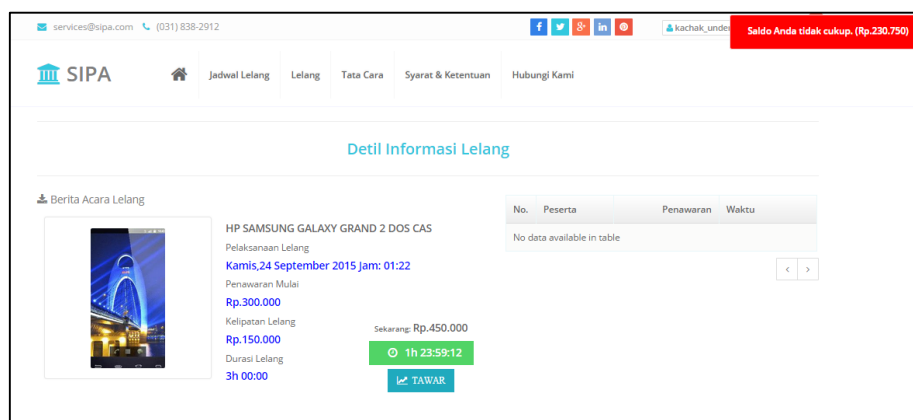 services@sipa.com (031) 838-2912
kachak_under
Saldo Anda tidak cukup. (Rp.230.750)
SIPA
Jadwal Lelang Lelang Tata Cara Syarat & Ketentuan Hubungi Kami
Detil Informasi Lelang
Berita Acara Lelang
HP SAMSUNG GALAXY GRAND 2 DOS CAS
Pelaksanaan Lelang
Kamis,24 September 2015 Jam: 01:22
Penawaran Mulai
Rp.300.000
Kelipatan Lelang
Rp.150.000
Durasi Lelang
3h 00:00
Sekarang: Rp.450.000
1h 23:59:12
TAWAR
No. Peserta Penawaran Waktu
No data available in table